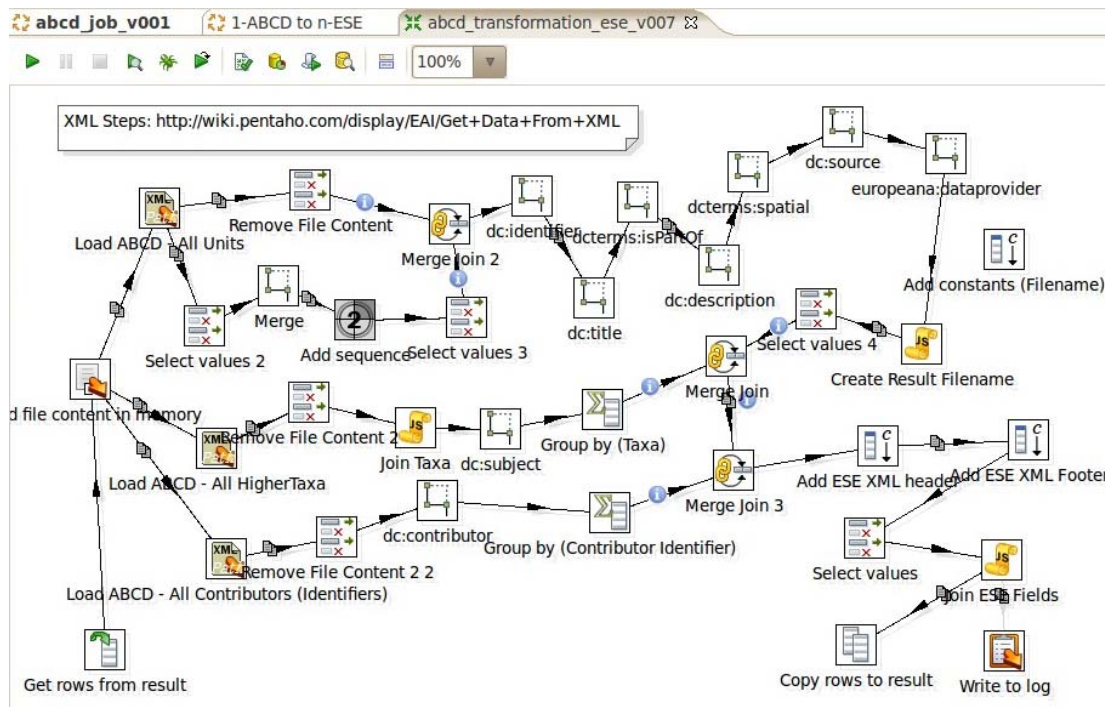 abcd_job_v001
1-ABCD to n-ESE
abcd_transformation_ese_v007
100%
XML Steps: http://wiki.pentaho.com/display/EAI/Get+Data+From+XML
dc:source
europeana:dataprovider
dcterms:spatial
Load ABCD - All Units
Remove File Content
Merge Join 2
dc:identifier
dcterms:isPartOf
dc:description
Add constants (Filename)
Select values 2
Merge
2
Add sequence
Select values 3
dc:title
Select values 4
Merge Join
JS
Create Result Filename
d file content in memory
Remove File Content 2
XML
Load ABCD - All HigherTaxa
JS
Join Taxa
dc:subject
Group by (Taxa)
Merge Join 3
Add ESE XML header
Add ESE XML Footer
XML
Load ABCD - All Contributors (Identifiers)
Remove File Content 2 2
dc:contributor
Group by (Contributor Identifier)
Select values
JS
Join ESE Fields
Get rows from result
Copy rows to result
Write to log